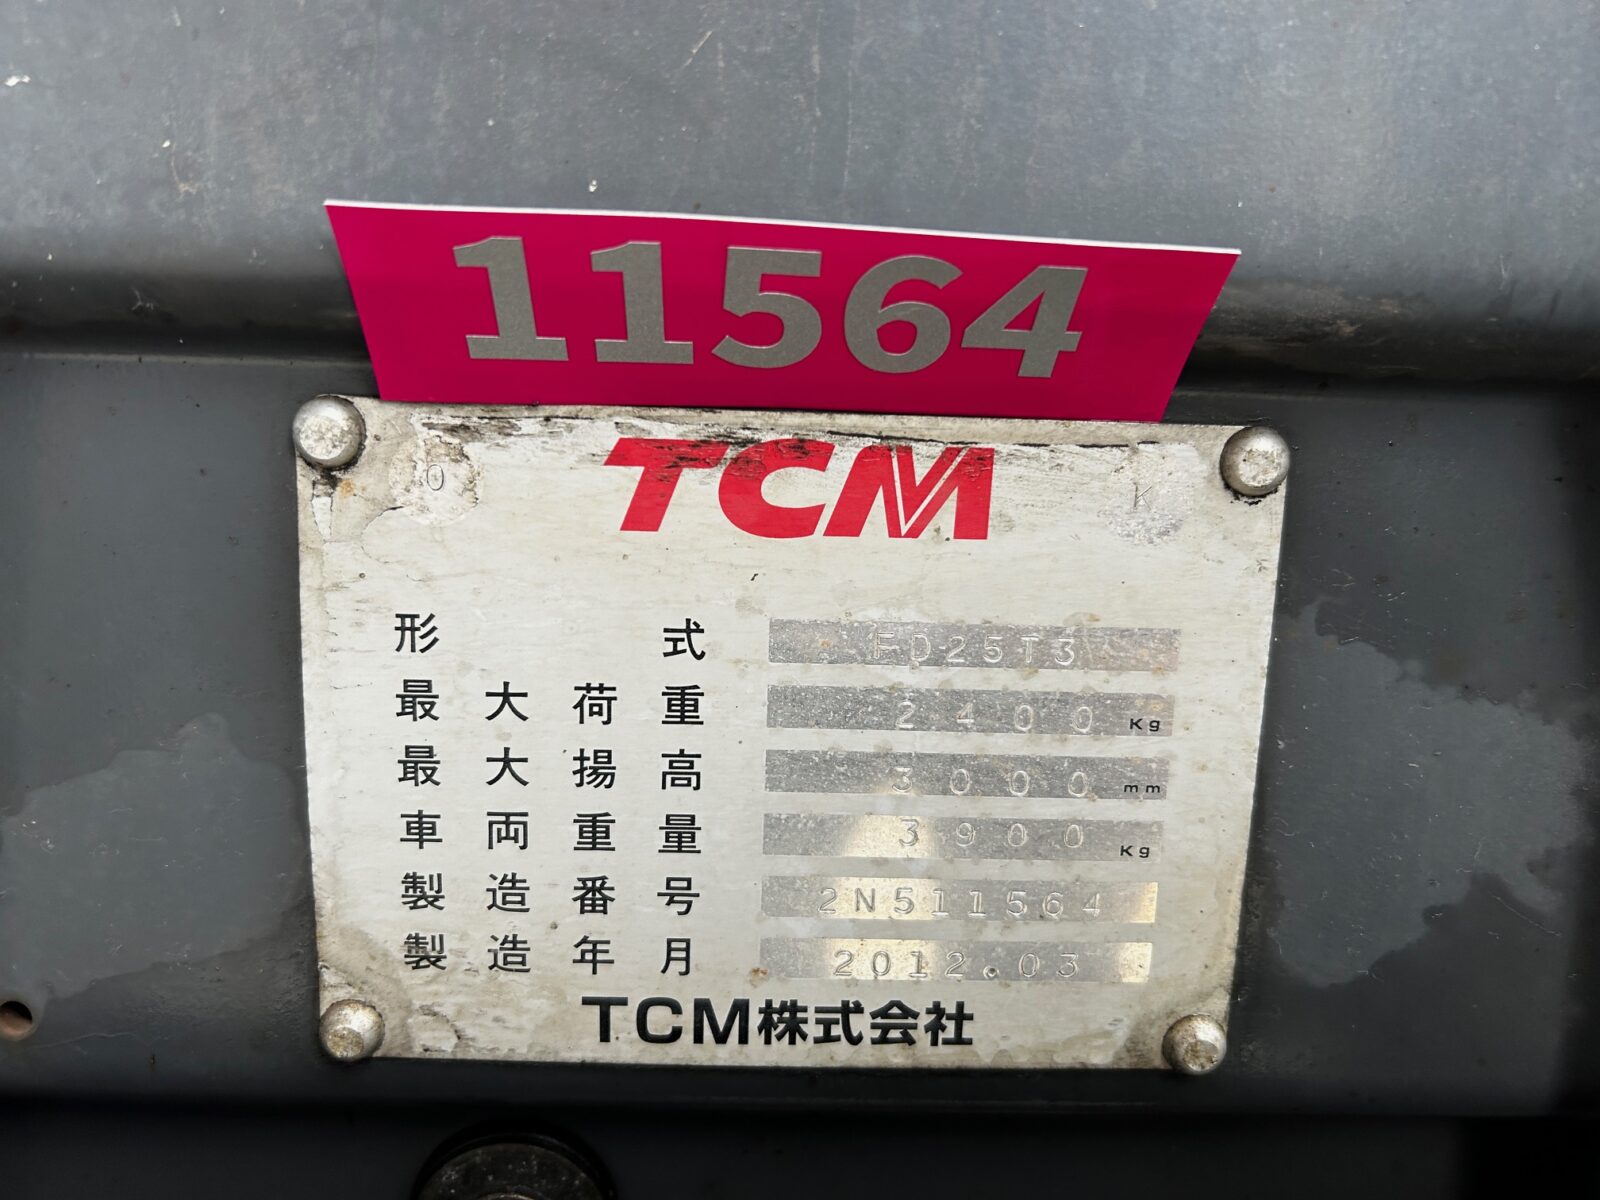 11564
O
TCM
K
形式 FD25T3
最大荷重 2400 Kg
最大揚高 3000 mm
車両重量 3900 Kg
製造番号 2N511564
製造年月 2012.03
TCM株式会社